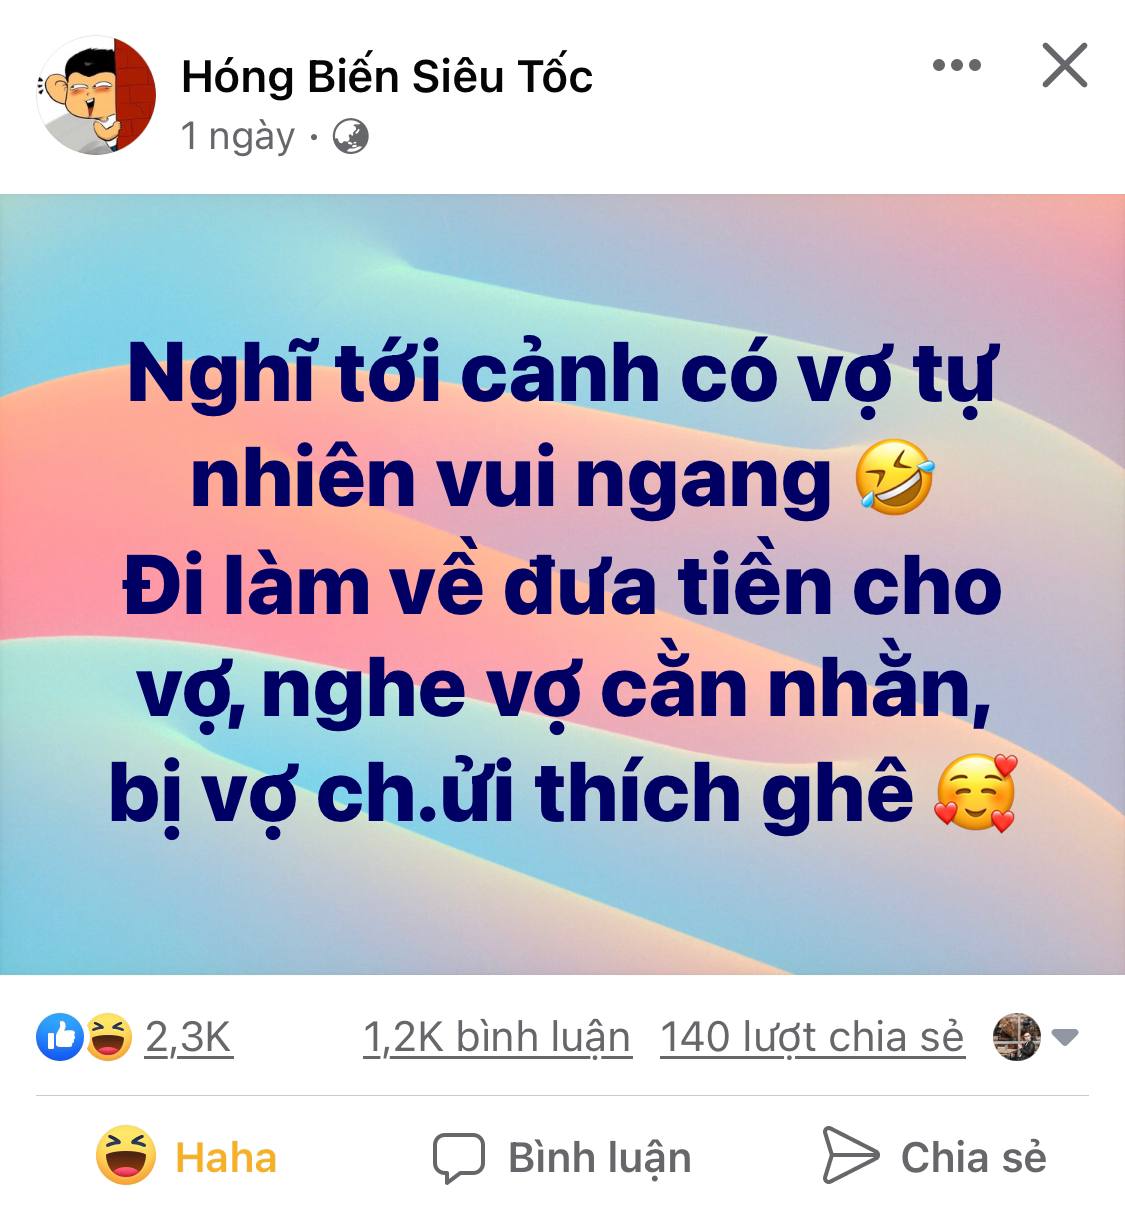 Hóng Biến Siêu Tốc
1 ngày ·
Nghĩ tới cảnh có vợ tự
nhiên vui ngang 🤣
Đi làm về đưa tiền cho
vợ, nghe vợ cằn nhằn,
bị vợ ch.ửi thích ghê 🥰
2,3K 1,2K bình luận 140 lượt chia sẻ
Haha Bình luận Chia sẻ